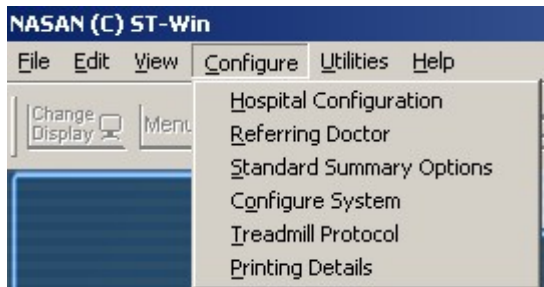 NASAN (C) ST-Win
File Edit View Configure Utilities Help
Change
Display
Menu
Hospital Configuration
Referring Doctor
Standard Summary Options
Configure System
Treadmill Protocol
Printing Details